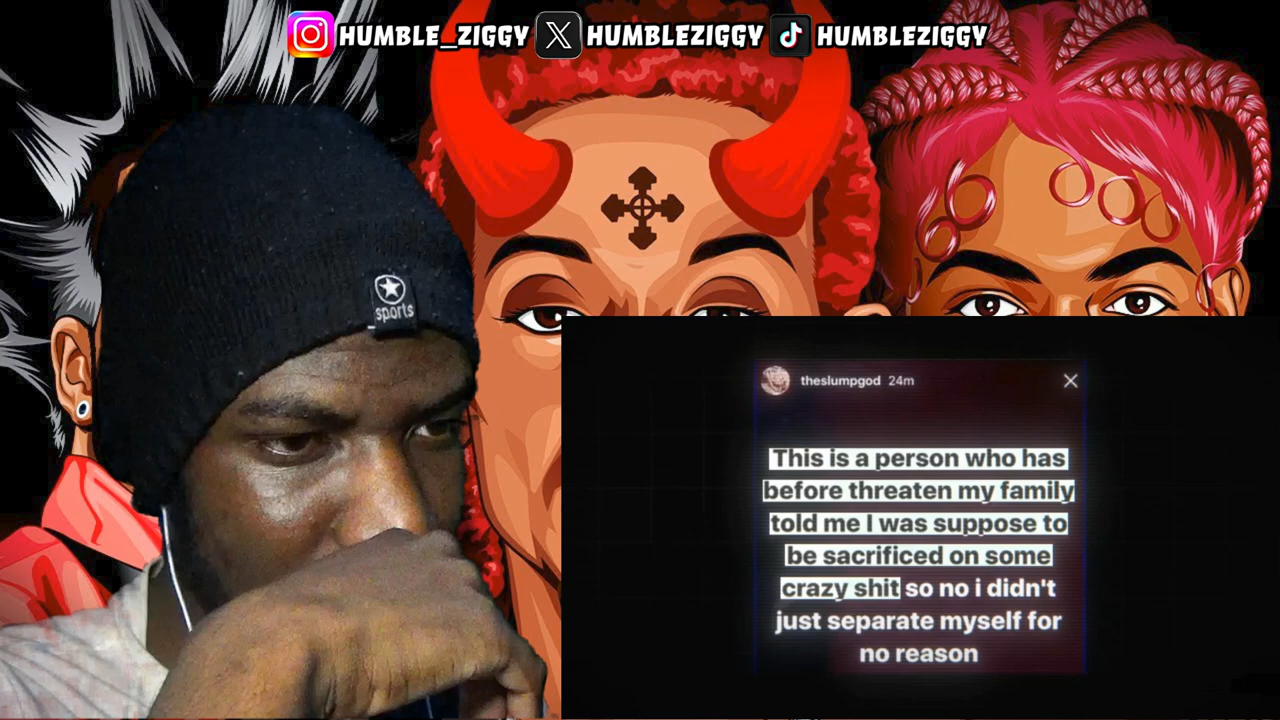 HUMBLE_ZIGGY HUMBLEZIGGY HUMBLEZIGGY
sports
theslumpgod 24m
This is a person who has
before threaten my family
told me I was suppose to
be sacrificed on some
crazy shit so no i didn't
just separate myself for
no reason